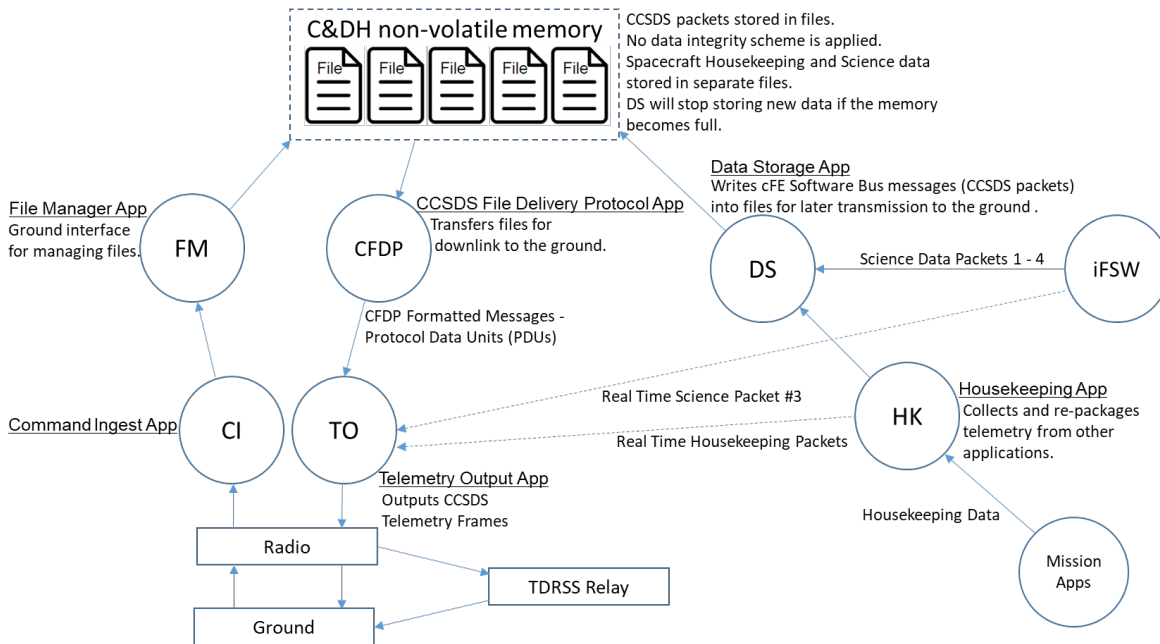 C&DH non-volatile memory
File File File File File
CCSDS packets stored in files.
No data integrity scheme is applied.
Spacecraft Housekeeping and Science data
stored in separate files.
DS will stop storing new data if the memory
becomes full.
File Manager App
Ground interface
for managing files.
FM
CFDP
CCSDS File Delivery Protocol App
Transfers files for
downlink to the ground.
Data Storage App
Writes cFE Software Bus messages (CCSDS packets)
into files for later transmission to the ground .
DS
Science Data Packets 1 - 4
iFSW
CFDP Formatted Messages -
Protocol Data Units (PDUs)
Command Ingest App
CI
TO
Real Time Science Packet #3
Real Time Housekeeping Packets
HK
Housekeeping App
Collects and re-packages
telemetry from other
applications.
Telemetry Output App
Outputs CCSDS
Telemetry Frames
Housekeeping Data
Radio
TDRSS Relay
Mission
Apps
Ground